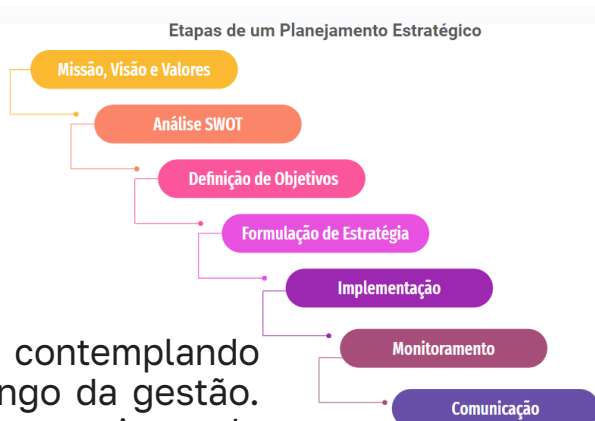 Etapas de um Planejamento Estratégico
Missão, Visão e Valores
Análise SWOT
Definição de Objetivos
Formulação de Estratégia
Implementação
contemplando
Monitoramento
da gestão.
Comunicação